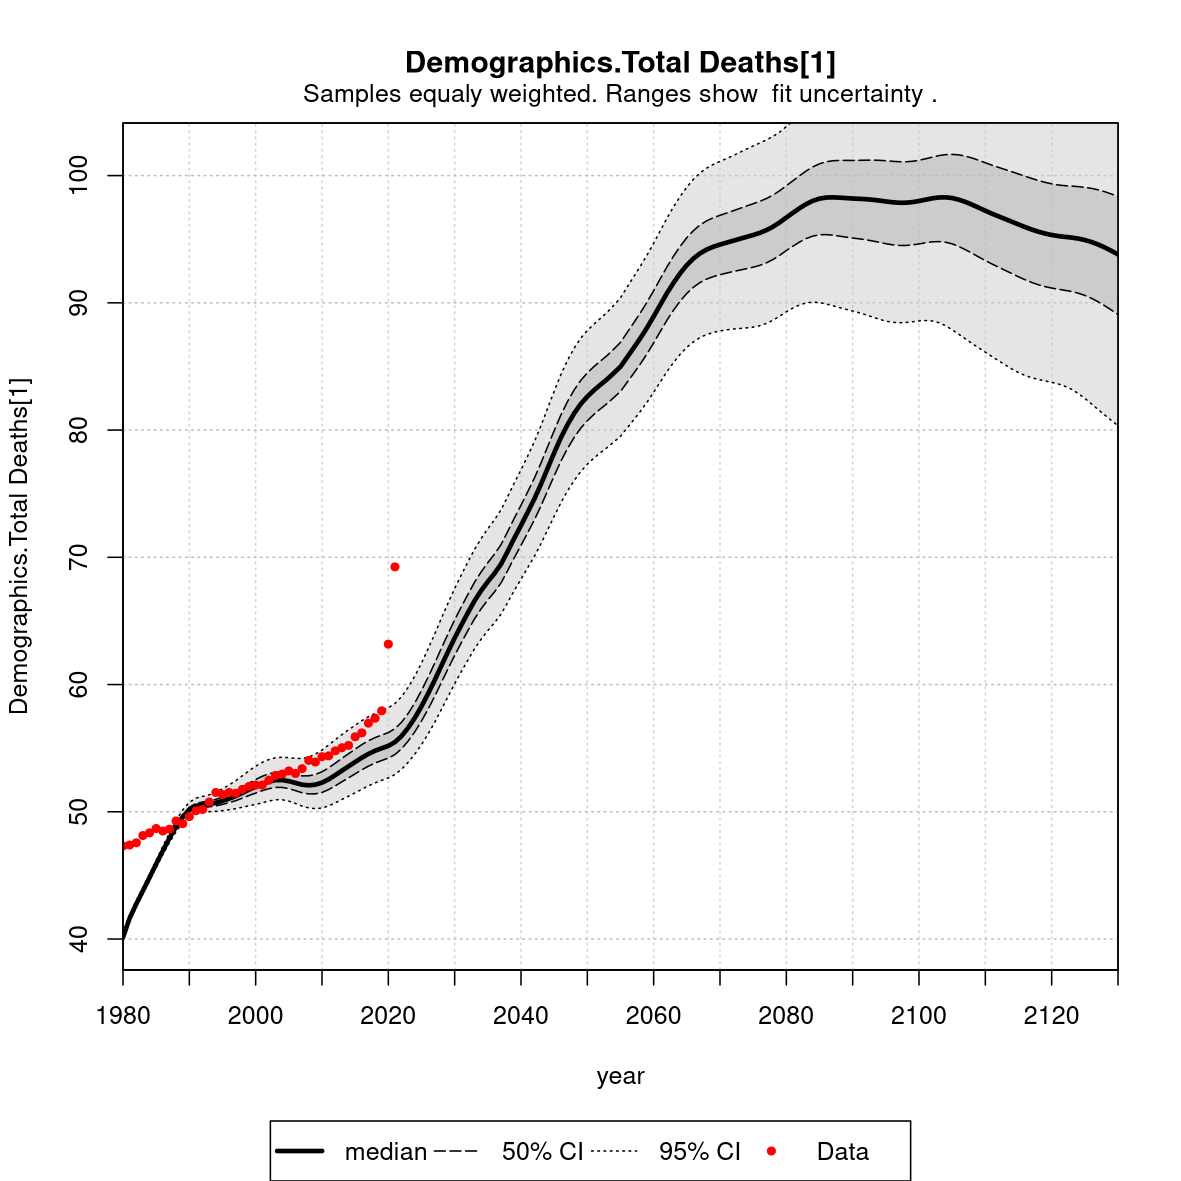 Demographics.Total Deaths[1]
Samples equaly weighted. Ranges show  fit uncertainty .
Demographics.Total Deaths[1]
100
90
80
70
60
50
40
1980 2000 2020 2040 2060 2080 2100 2120
year
median 50% CI 95% CI Data